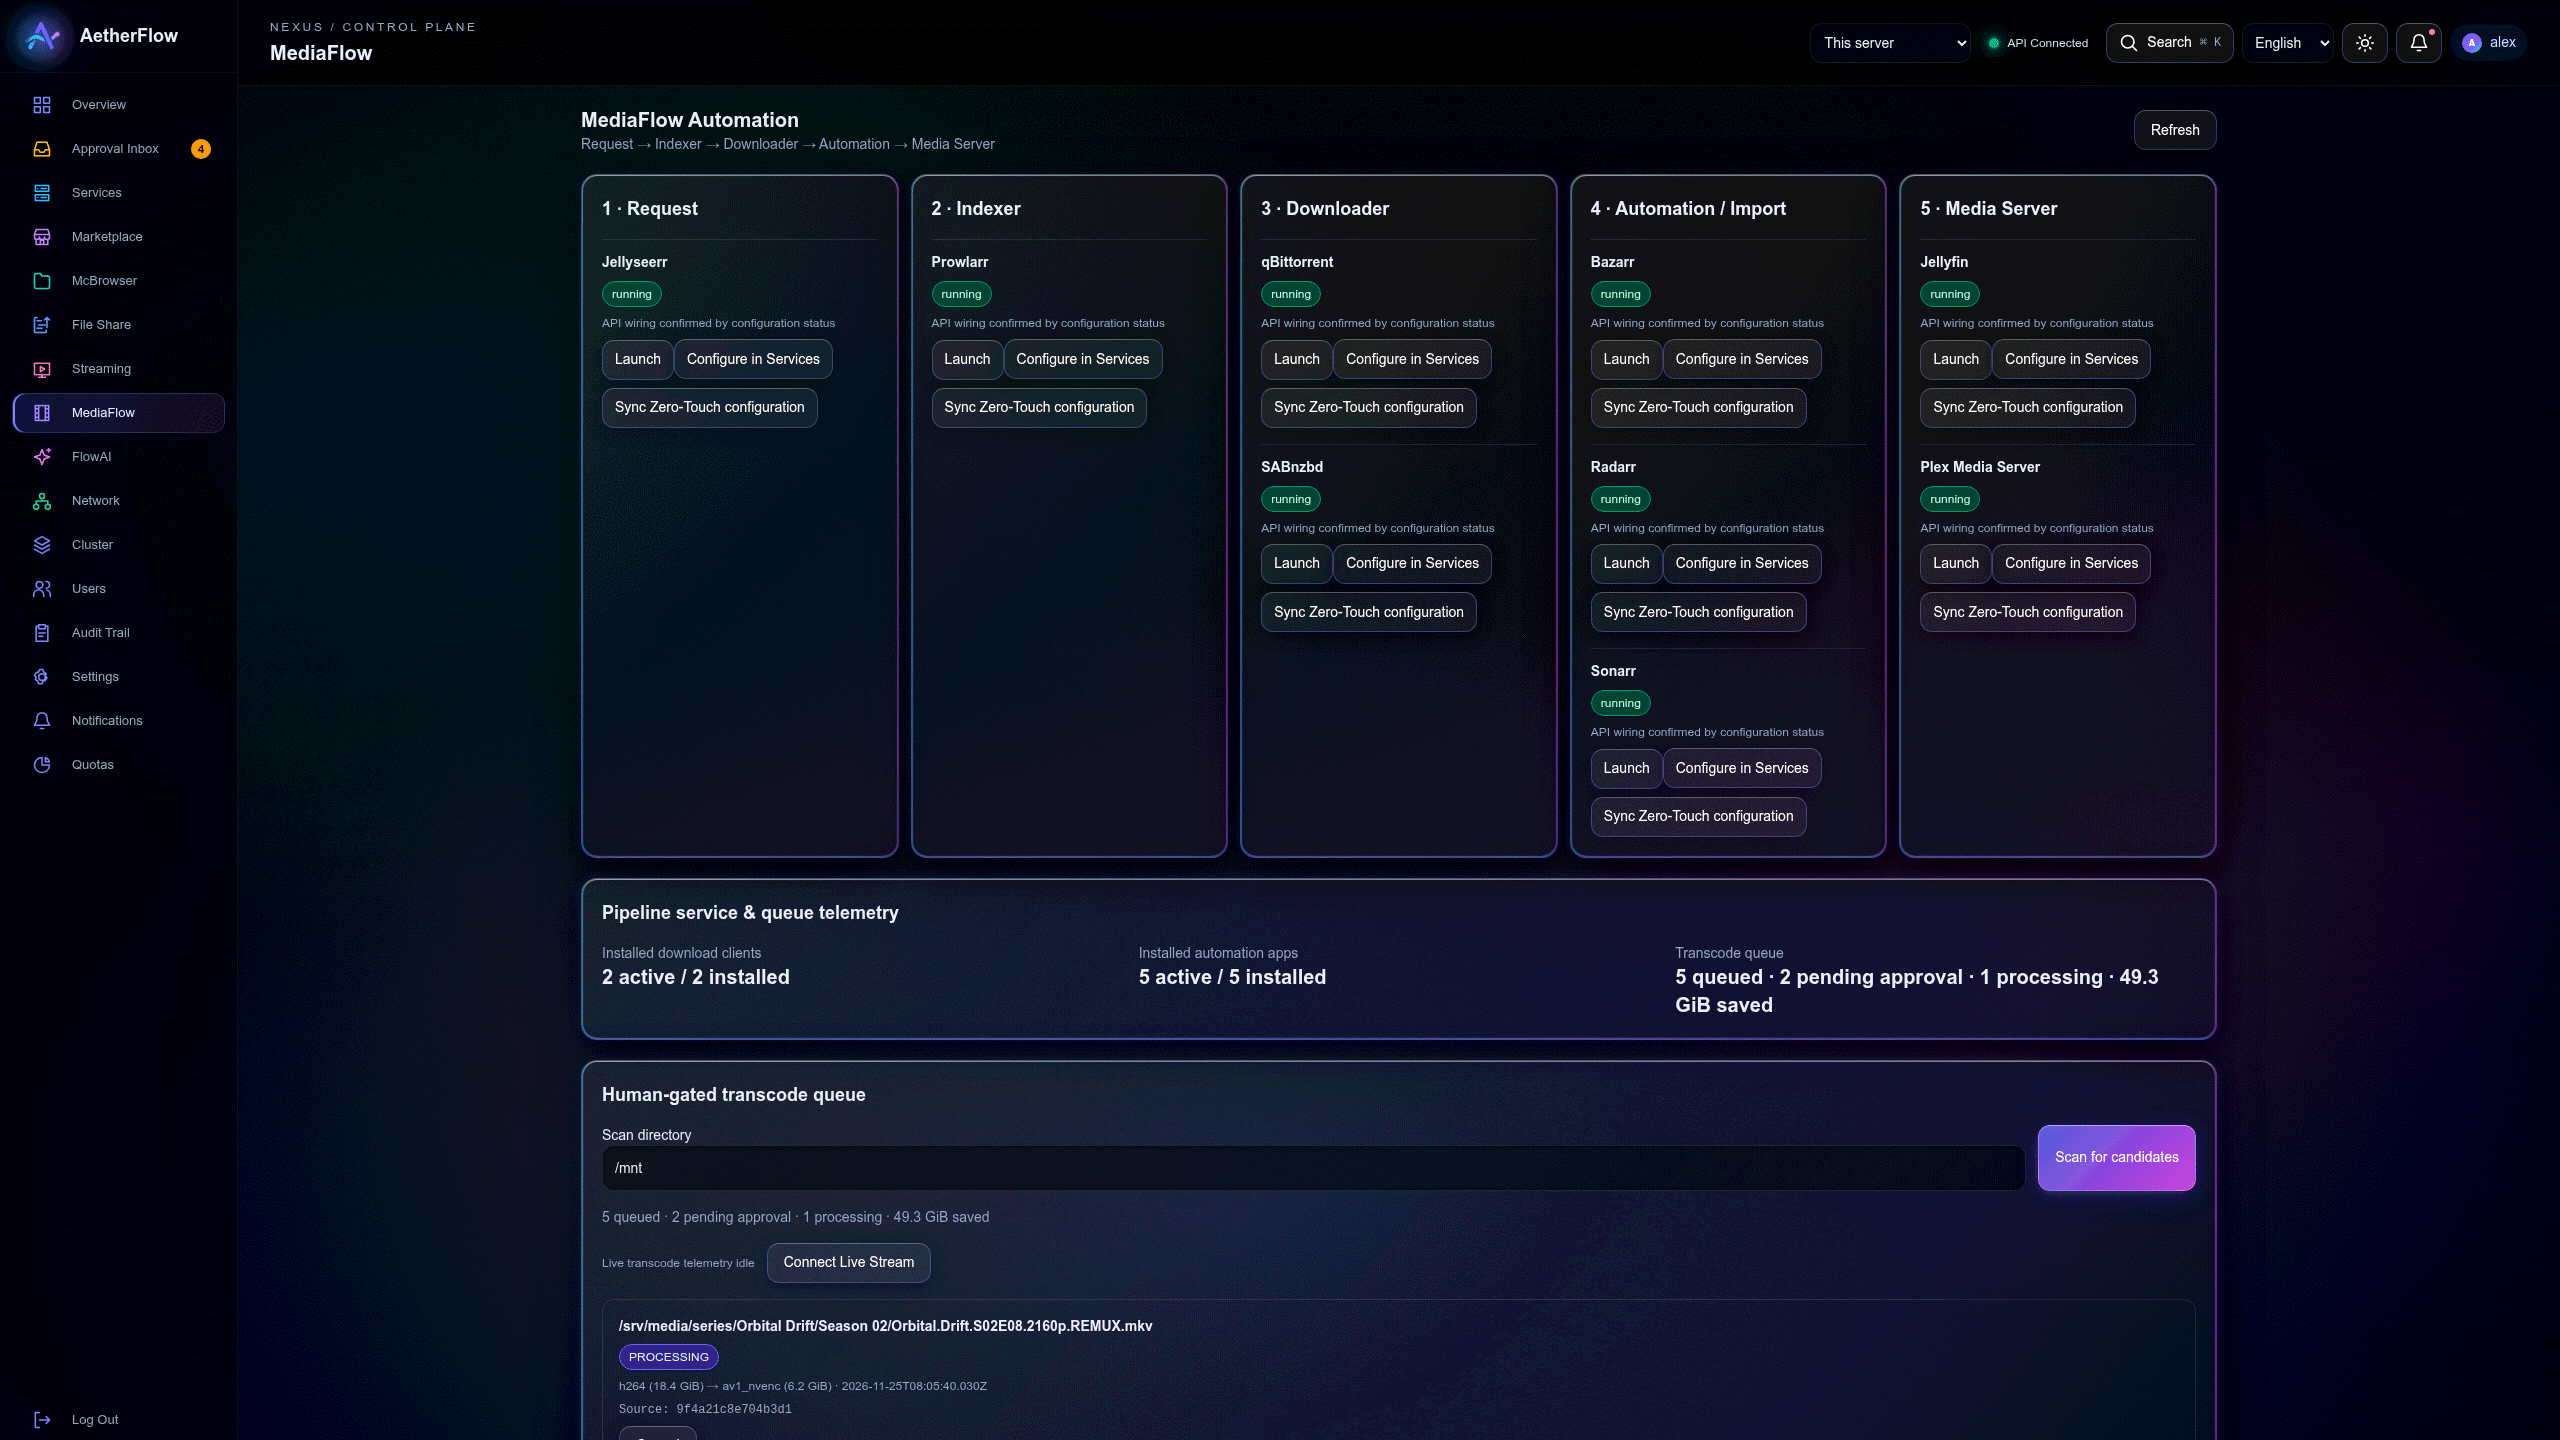 AetherFlow
NEXUS / CONTROL PLANE
MediaFlow
This server
API Connected
Search ⌘ K
English
A
alex
Overview
Approval Inbox 4
Services
Marketplace
McBrowser
File Share
Streaming
MediaFlow
FlowAI
Network
Cluster
Users
Audit Trail
Settings
Notifications
Quotas
Log Out
MediaFlow Automation
Request → Indexer → Downloader → Automation → Media Server
Refresh
1 · Request
Jellyseerr
running
API wiring confirmed by configuration status
Launch
Configure in Services
Sync Zero-Touch configuration
2 · Indexer
Prowlarr
running
API wiring confirmed by configuration status
Launch
Configure in Services
Sync Zero-Touch configuration
3 · Downloader
qBittorrent
running
API wiring confirmed by configuration status
Launch
Configure in Services
Sync Zero-Touch configuration
SABnzbd
running
API wiring confirmed by configuration status
Launch
Configure in Services
Sync Zero-Touch configuration
4 · Automation / Import
Bazarr
running
API wiring confirmed by configuration status
Launch
Configure in Services
Sync Zero-Touch configuration
Radarr
running
API wiring confirmed by configuration status
Launch
Configure in Services
Sync Zero-Touch configuration
Sonarr
running
API wiring confirmed by configuration status
Launch
Configure in Services
Sync Zero-Touch configuration
5 · Media Server
Jellyfin
running
API wiring confirmed by configuration status
Launch
Configure in Services
Sync Zero-Touch configuration
Plex Media Server
running
API wiring confirmed by configuration status
Launch
Configure in Services
Sync Zero-Touch configuration
Pipeline service & queue telemetry
Installed download clients
2 active / 2 installed
Installed automation apps
5 active / 5 installed
Transcode queue
5 queued · 2 pending approval · 1 processing · 49.3
GiB saved
Human-gated transcode queue
Scan directory
/mnt
Scan for candidates
5 queued · 2 pending approval · 1 processing · 49.3 GiB saved
Live transcode telemetry idle
Connect Live Stream
/srv/media/series/Orbital Drift/Season 02/Orbital.Drift.S02E08.2160p.REMUX.mkv
PROCESSING
h264 (18.4 GiB) → av1_nvenc (6.2 GiB) · 2026-11-25T08:05:40.030Z
Source: 9f4a21c8e704b3d1